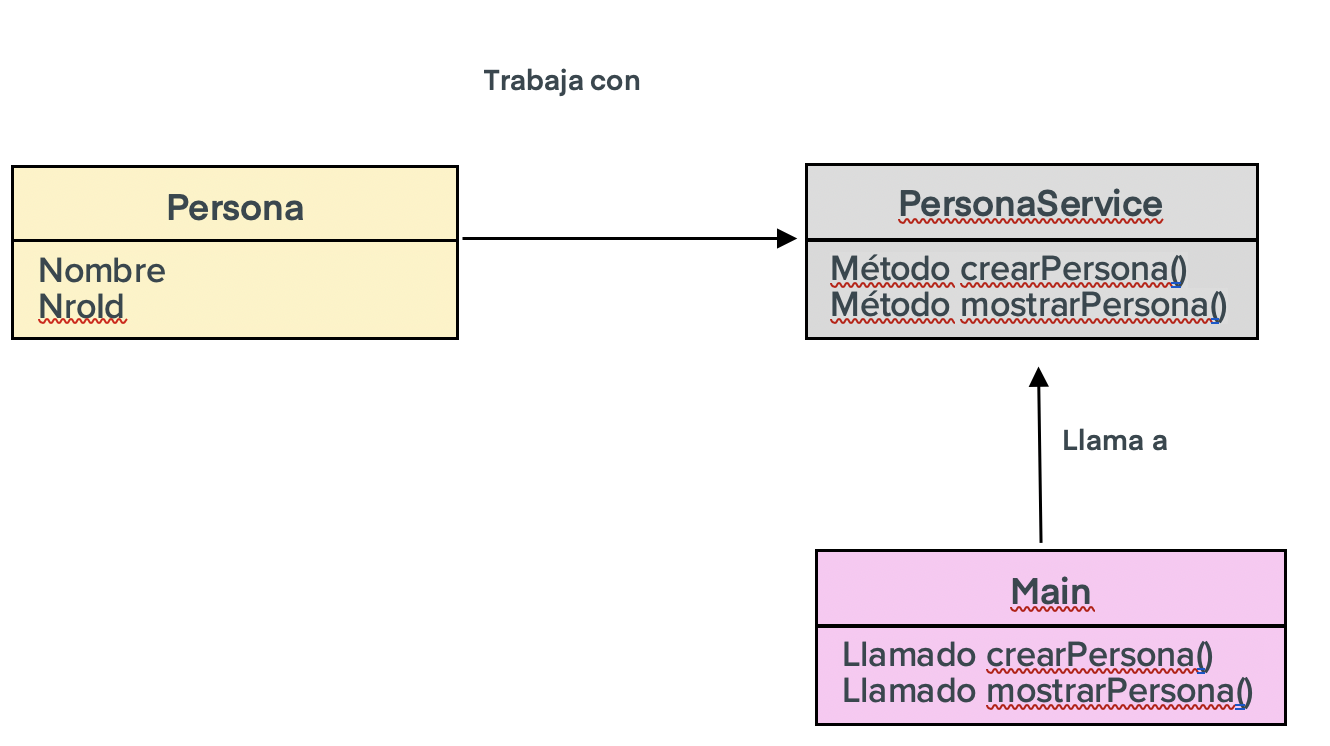 Trabaja con
Persona
Nombre
NroId
PersonaService
Método crearPersona()
Método mostrarPersona()
Llama a
Main
Llamado crearPersona()
Llamado mostrarPersona()